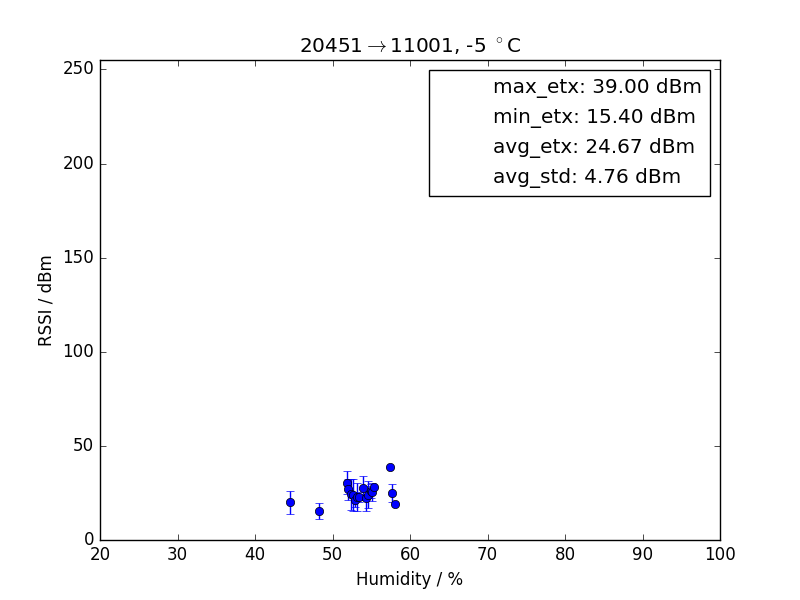 20451→11001, -5 °C
max_etx: 39.00 dBm
min_etx: 15.40 dBm
avg_etx: 24.67 dBm
avg_std: 4.76 dBm
RSSI / dBm
250
200
150
100
50
0
20 30 40 50 60 70 80 90 100
Humidity / %